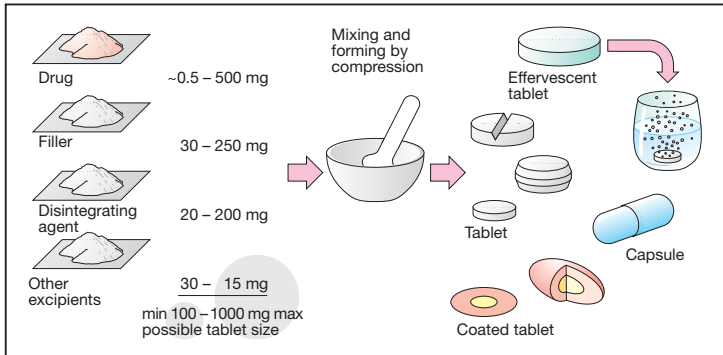 Drug
~0.5 – 500 mg
Filler
30 – 250 mg
Disintegrating
agent
20 – 200 mg
Other
excipients
30 – 15 mg
min 100 – 1000 mg max
possible tablet size
Mixing and
forming by
compression
Effervescent
tablet
Tablet
Capsule
Coated tablet